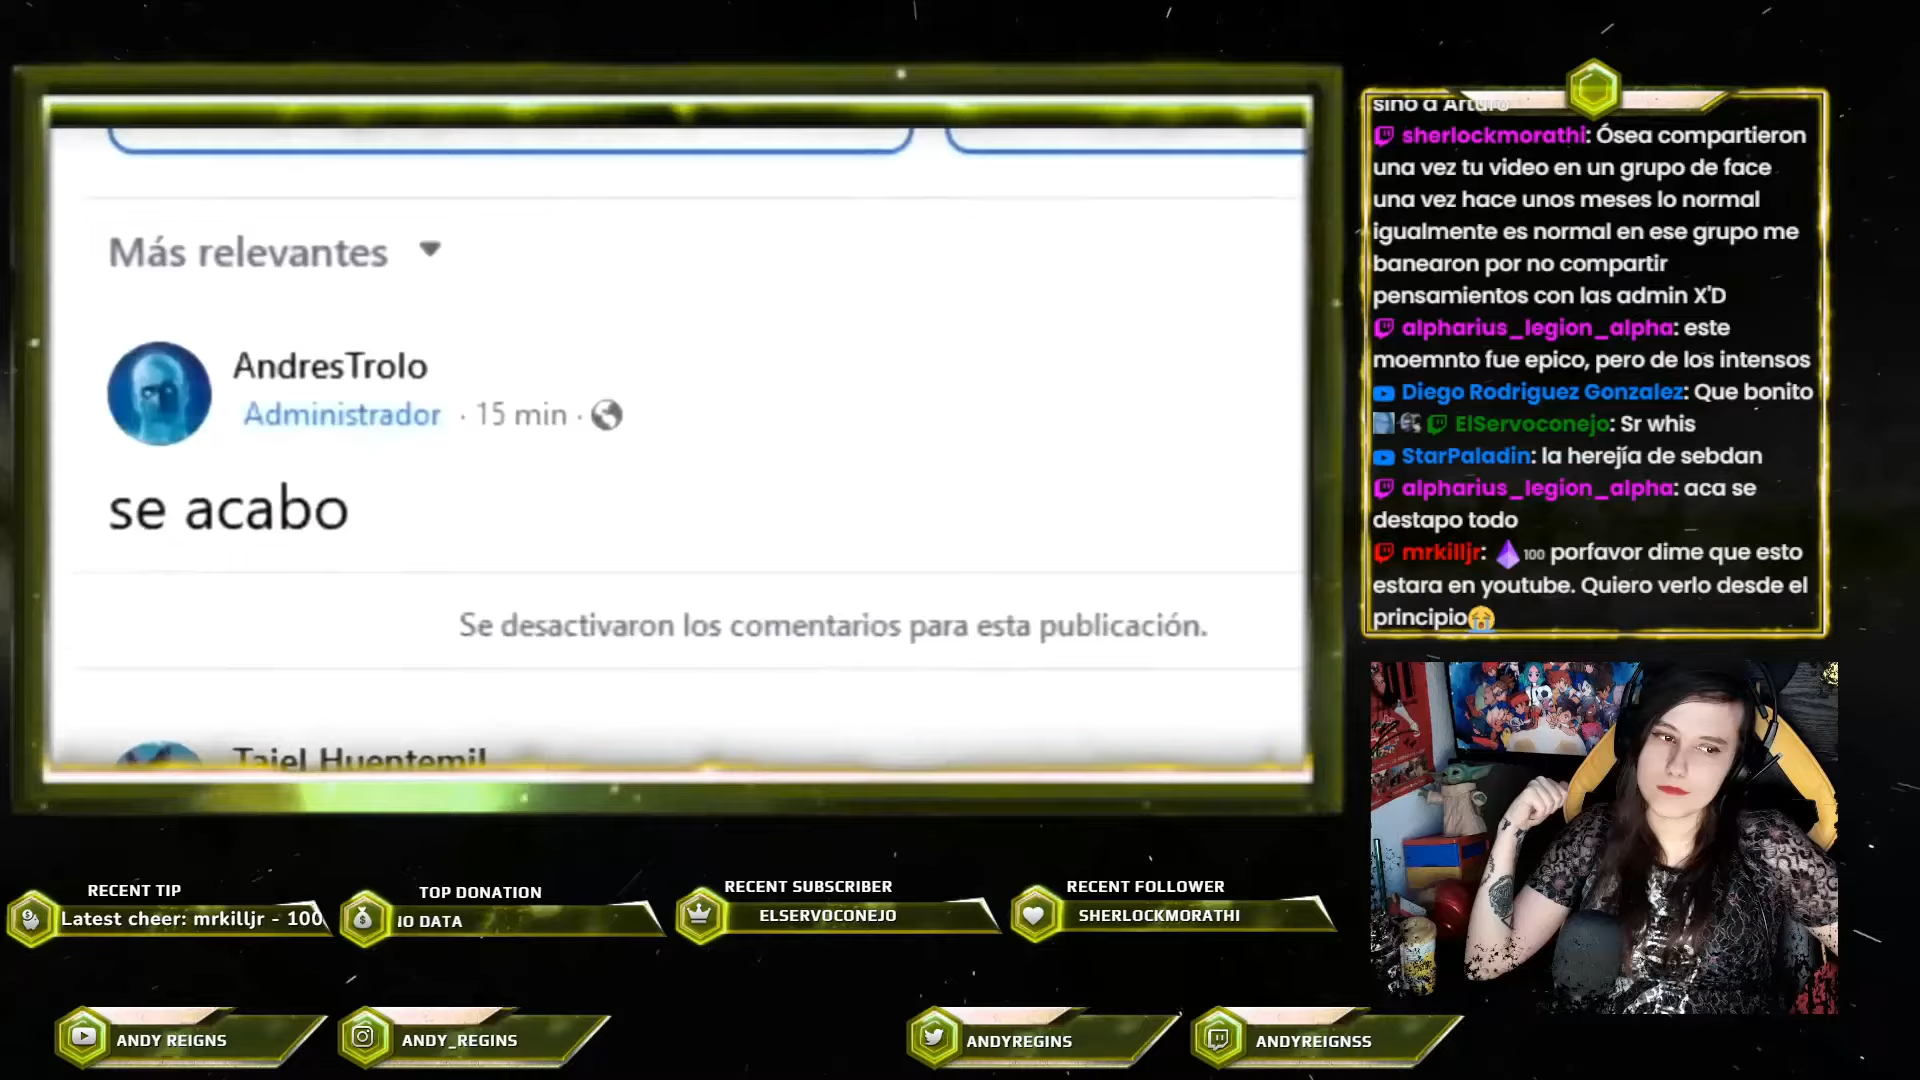 Más relevantes
AndresTrolo
Administrador · 15 min ·
se acabo
Se desactivaron los comentarios para esta publicación.
Taiel Huentemil
sino a Arturo
sherlockmorathi: Ósea compartieron
una vez tu video en un grupo de face
una vez hace unos meses lo normal
igualmente es normal en ese grupo me
banearon por no compartir
pensamientos con las admin X'D
alpharius_legion_alpha: este
moemnto fue epico, pero de los intensos
Diego Rodriguez Gonzalez: Que bonito
ElServoconejo: Sr whis
StarPaladin: la herejía de sebdan
alpharius_legion_alpha: aca se
destapo todo
mrkilljr: 100 porfavor dime que esto
estara en youtube. Quiero verlo desde el
principio😭
RECENT TIP
Latest cheer: mrkilljr - 100
TOP DONATION
IO DATA
RECENT SUBSCRIBER
ELSERVOCONEJO
RECENT FOLLOWER
SHERLOCKMORATHI
ANDY REIGNS
ANDY_REGINS
ANDYREGINS
ANDYREIGNSS